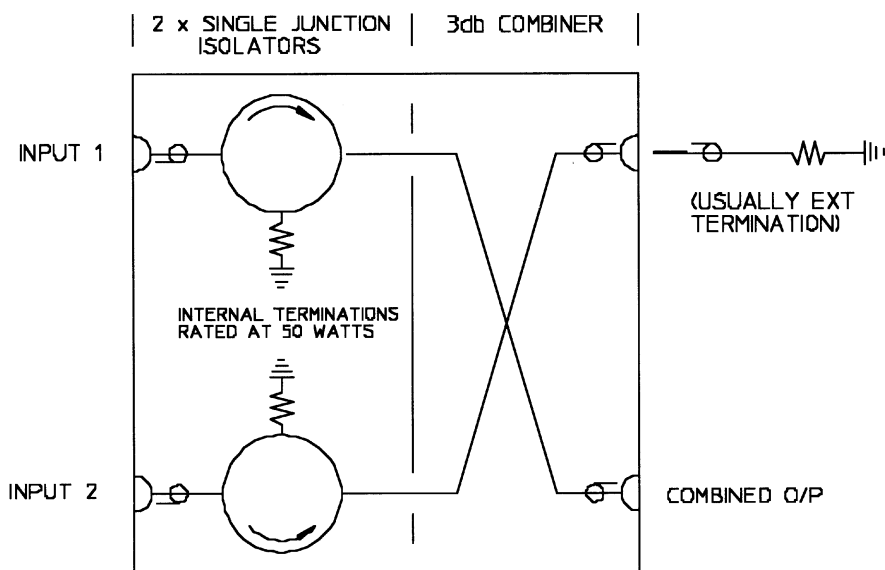 2 x SINGLE JUNCTION
ISOLATORS
3db COMBINER
INPUT 1
(USUALLY EXT
TERMINATION)
INTERNAL TERMINATIONS
RATED AT 50 WATTS
INPUT 2
COMBINED O/P